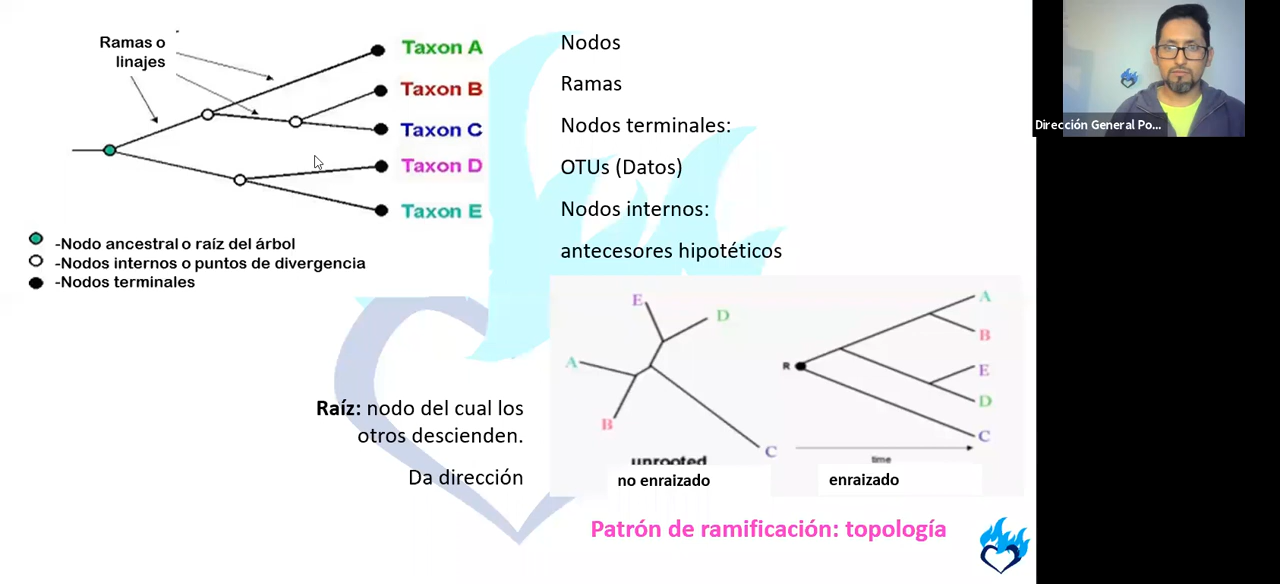 Ramas o
linajes
Taxon A
Taxon B
Taxon C
Taxon D
Taxon E
-Nodo ancestral o raíz del árbol
-Nodos internos o puntos de divergencia
-Nodos terminales
Nodos
Ramas
Nodos terminales:
OTUs (Datos)
Nodos internos:
antecesores hipotéticos
Raíz: nodo del cual los
otros descienden.
Da dirección
E
D
A
B
C
unrooted
no enraizado
R
A
B
E
D
C
time
enraizado
Patrón de ramificación: topología
Dirección General Po...